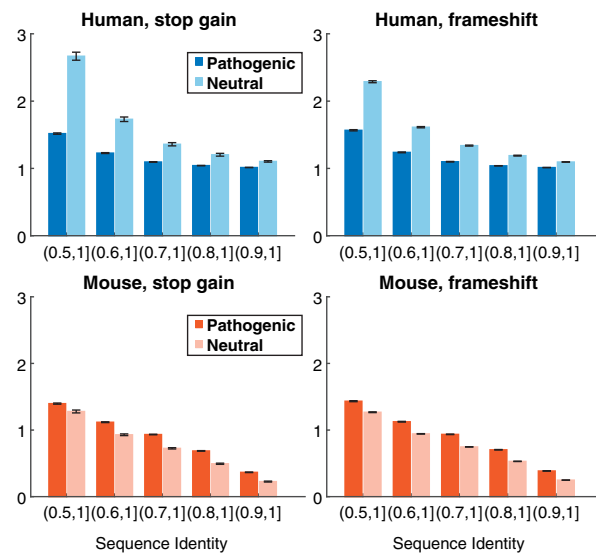 Human, stop gain
3
2
1
0
Pathogenic
Neutral
(0.5,1] (0.6,1] (0.7,1] (0.8,1] (0.9,1]
Human, frameshift
3
2
1
0
(0.5,1] (0.6,1] (0.7,1] (0.8,1] (0.9,1]
Mouse, stop gain
3
2
1
0
Pathogenic
Neutral
(0.5,1] (0.6,1] (0.7,1] (0.8,1] (0.9,1]
Sequence Identity
Mouse, frameshift
3
2
1
0
(0.5,1] (0.6,1] (0.7,1] (0.8,1] (0.9,1]
Sequence Identity